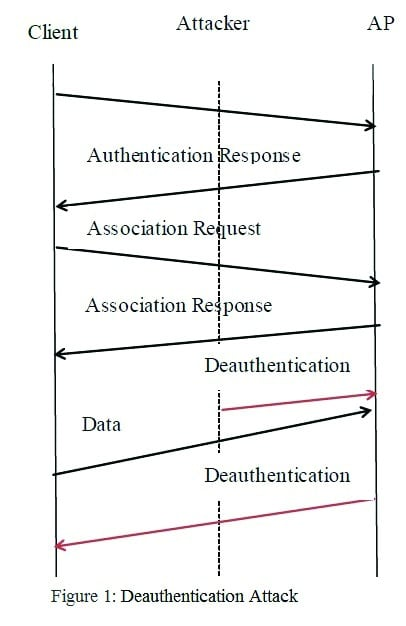 Client Attacker AP
Authentication Response
Association Request
Association Response
Deauthentication
Data
Deauthentication
Figure 1: Deauthentication Attack